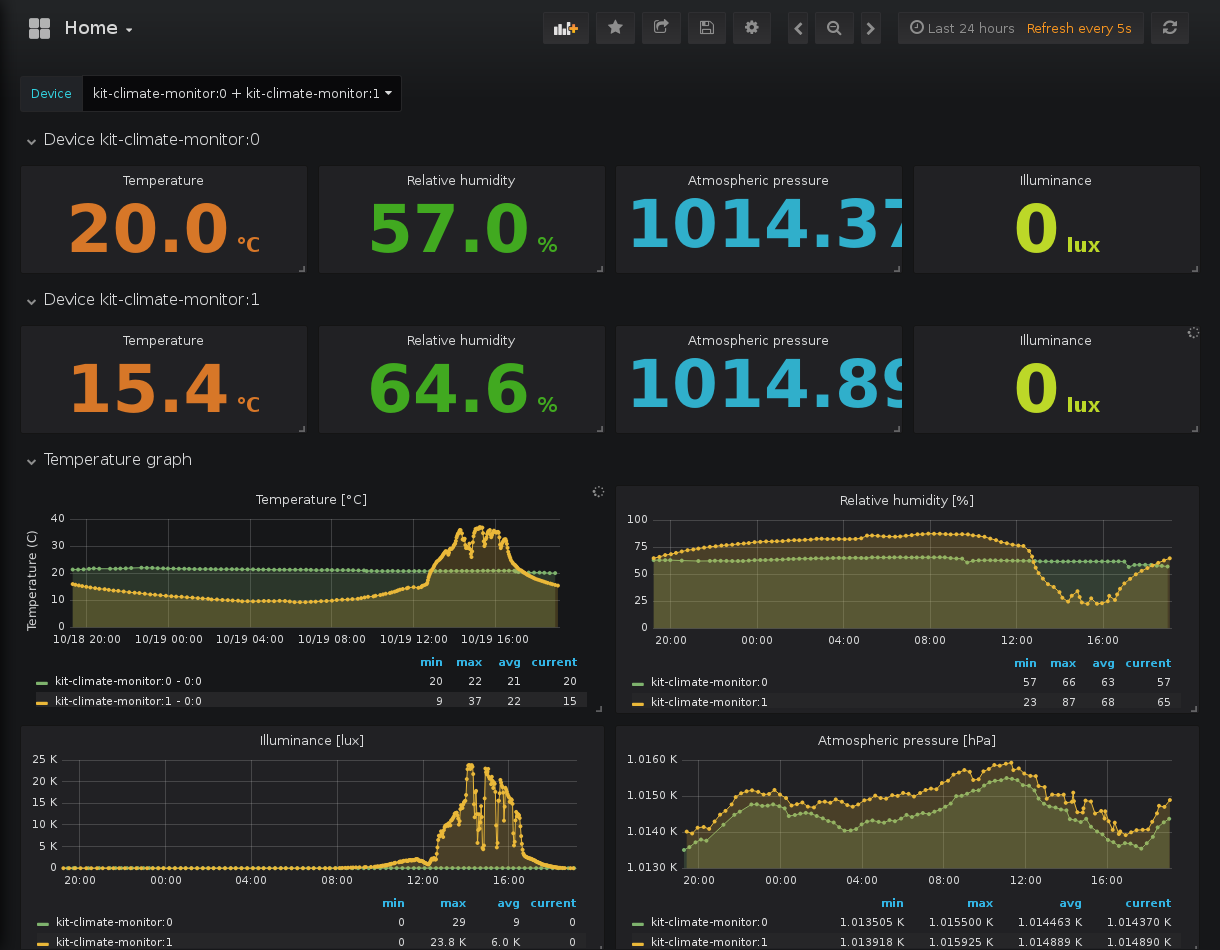 Home
Last 24 hours Refresh every 5s
Device kit-climate-monitor:0 + kit-climate-monitor:1
Device kit-climate-monitor:0
Temperature Relative humidity Atmospheric pressure Illuminance
20.0 °C 57.0 % 1014.37 0 lux
Device kit-climate-monitor:1
Temperature Relative humidity Atmospheric pressure Illuminance
15.4 °C 64.6 % 1014.89 0 lux
Temperature graph
Temperature [°C]
Temperature (C)
40
30
20
10
0
10/18 20:00 10/19 00:00 10/19 04:00 10/19 08:00 10/19 12:00 10/19 16:00
min max avg current
kit-climate-monitor:0 - 0:0 20 22 21 20
kit-climate-monitor:1 - 0:0 9 37 22 15
Relative humidity [%]
100
75
50
25
0
20:00 00:00 04:00 08:00 12:00 16:00
min max avg current
kit-climate-monitor:0 57 66 63 57
kit-climate-monitor:1 23 87 68 65
Illuminance [lux]
25 K
20 K
15 K
10 K
5 K
0
20:00 00:00 04:00 08:00 12:00 16:00
min max avg current
kit-climate-monitor:0 0 29 9 0
kit-climate-monitor:1 0 23.8 K 6.0 K 0
Atmospheric pressure [hPa]
1.0160 K
1.0150 K
1.0140 K
1.0130 K
20:00 00:00 04:00 08:00 12:00 16:00
min max avg current
kit-climate-monitor:0 1.013505 K 1.015500 K 1.014463 K 1.014370 K
kit-climate-monitor:1 1.013918 K 1.015925 K 1.014889 K 1.014890 K